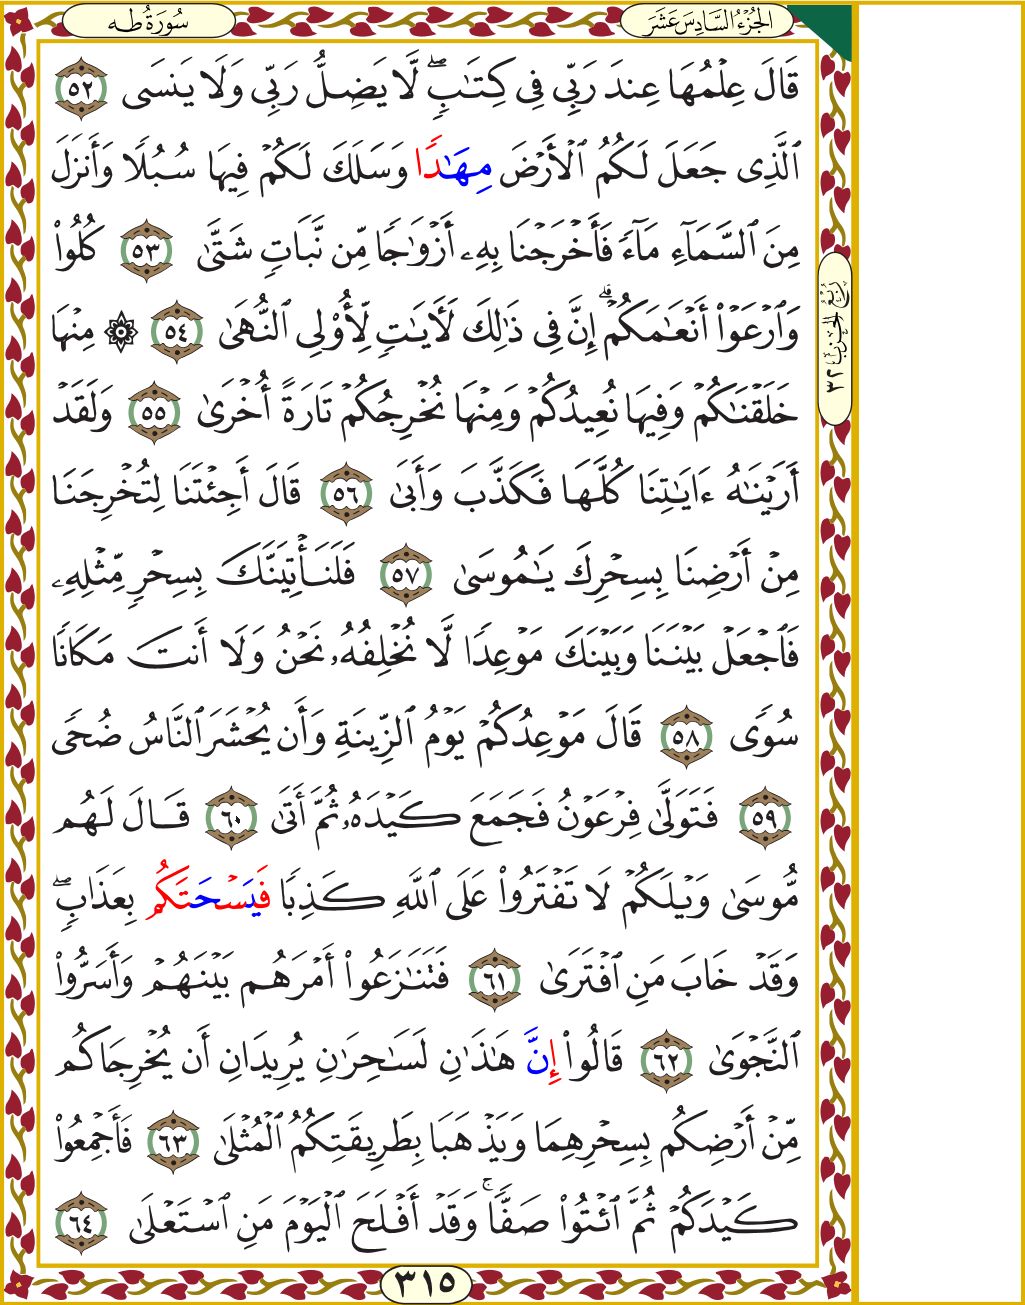 سُورَةُ طه
الجُزْءُ السَّادِسَ عَشَرَ
قَالَ عِلۡمُهَا عِندَ رَبِّي فِي كِتَٰبٖۖ لَّا يَضِلُّ رَبِّي وَلَا يَنسَى ٥٢
ٱلَّذِي جَعَلَ لَكُمُ ٱلۡأَرۡضَ مِهَٰدٗا وَسَلَكَ لَكُمۡ فِيهَا سُبُلٗا وَأَنزَلَ
مِنَ ٱلسَّمَآءِ مَآءٗ فَأَخۡرَجۡنَا بِهِۦٓ أَزۡوَٰجٗا مِّن نَّبَاتٖ شَتَّىٰ ٥٣ كُلُواْ
وَٱرۡعَوۡاْ أَنۡعَٰمَكُمۡۚ إِنَّ فِي ذَٰلِكَ لَأٓيَٰتٖ لِّأُوْلِي ٱلنُّهَىٰ ٥٤ ۞ مِنۡهَا
خَلَقۡنَٰكُمۡ وَفِيهَا نُعِيدُكُمۡ وَمِنۡهَا نُخۡرِجُكُمۡ تَارَةً أُخۡرَىٰ ٥٥ وَلَقَدۡ
أَرَيۡنَٰهُ ءَايَٰتِنَا كُلَّهَا فَكَذَّبَ وَأَبَىٰ ٥٦ قَالَ أَجِئۡتَنَا لِتُخۡرِجَنَا
مِنۡ أَرۡضِنَا بِسِحۡرِكَ يَٰمُوسَىٰ ٥٧ فَلَنَأۡتِيَنَّكَ بِسِحۡرٖ مِّثۡلِهِۦ
فَٱجۡعَلۡ بَيۡنَنَا وَبَيۡنَكَ مَوۡعِدٗا لَّا نُخۡلِفُهُۥ نَحۡنُ وَلَآ أَنتَ مَكَانٗا
سُوٗى ٥٨ قَالَ مَوۡعِدُكُمۡ يَوۡمُ ٱلزِّينَةِ وَأَن يُحۡشَرَ ٱلنَّاسُ ضُحٗى
٥٩ فَتَوَلَّىٰ فِرۡعَوۡنُ فَجَمَعَ كَيۡدَهُۥ ثُمَّ أَتَىٰ ٦٠ قَالَ لَهُم
مُّوسَىٰ وَيۡلَكُمۡ لَا تَفۡتَرُواْ عَلَى ٱللَّهِ كَذِبٗا فَيَسۡحَتَكُم بِعَذَابٖۖ
وَقَدۡ خَابَ مَنِ ٱفۡتَرَىٰ ٦١ فَتَنَٰزَعُوٓاْ أَمۡرَهُم بَيۡنَهُمۡ وَأَسَرُّواْ
ٱلنَّجۡوَىٰ ٦٢ قَالُوٓاْ إِنَّ هَٰذَٰنِ لَسَٰحِرَٰنِ يُرِيدَانِ أَن يُخۡرِجَاكُم
مِّنۡ أَرۡضِكُم بِسِحۡرِهِمَا وَيَذۡهَبَا بِطَرِيقَتِكُمُ ٱلۡمُثۡلَىٰ ٦٣ فَأَجۡمِعُواْ
كَيۡدَكُمۡ ثُمَّ ٱئۡتُواْ صَفّٗاۚ وَقَدۡ أَفۡلَحَ ٱلۡيَوۡمَ مَنِ ٱسۡتَعۡلَىٰ ٦٤
رُبُعُ الحِزْبِ ٣٢
٣١٥